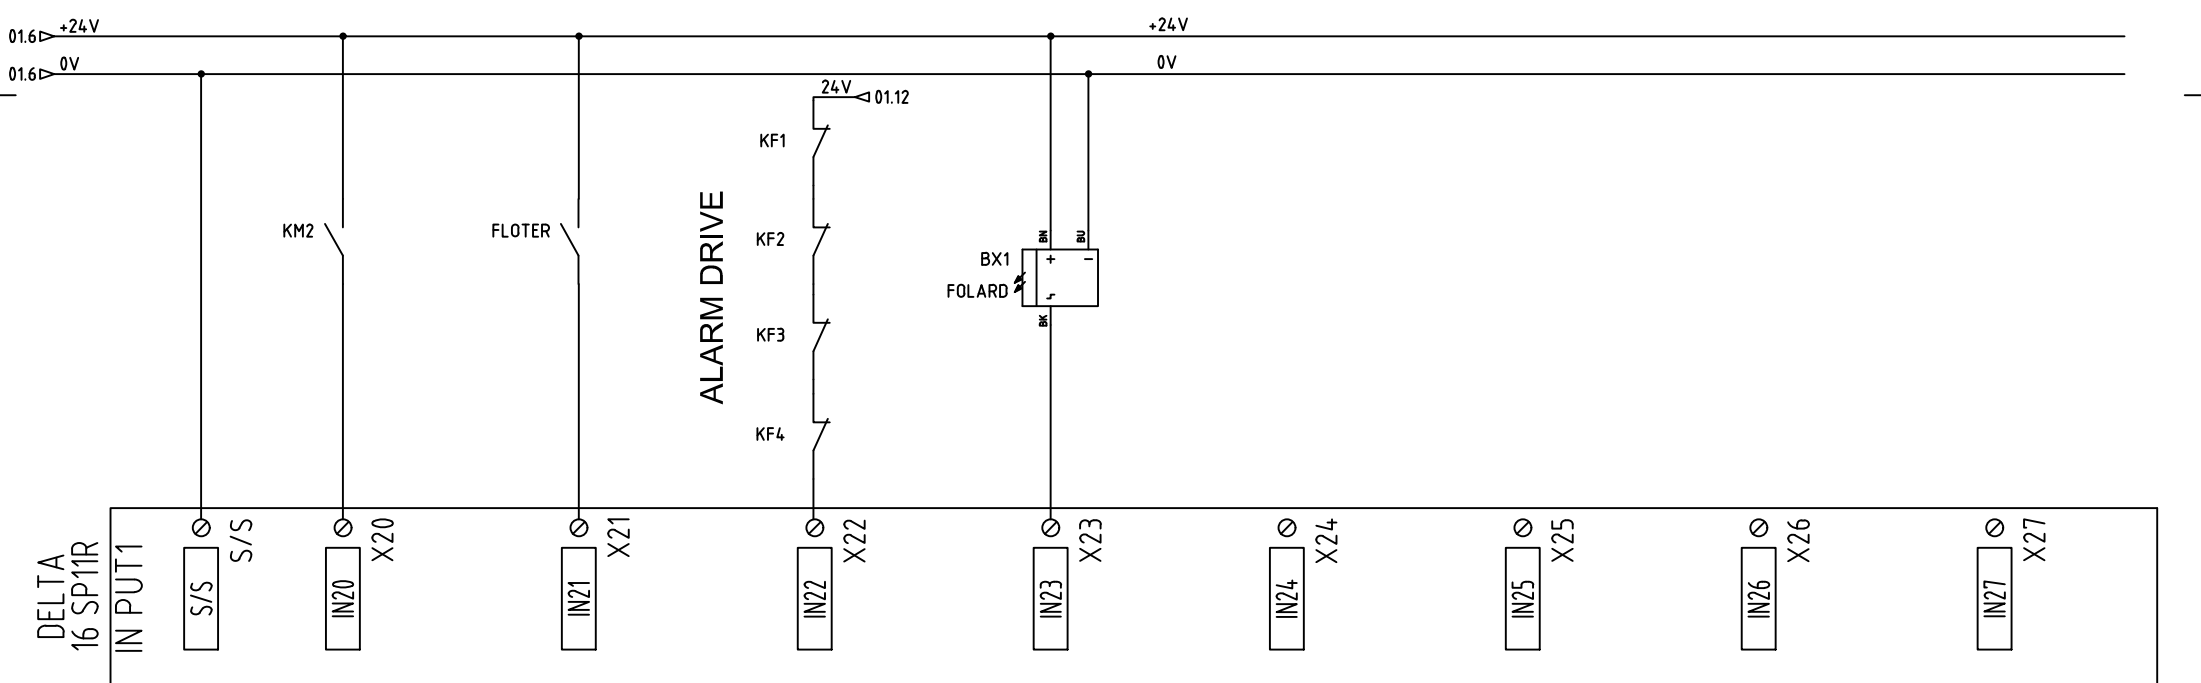 01.6 +24V +24V
01.6 0V 0V
24V 01.12
KF1
KM2 FLOTER KF2 BN BU
BX1 + −
FOLARD
BK
KF3
KF4
ALARM DRIVE
DELTA
16 SP11R
IN PUT1
S/S X20 X21 X22 X23 X24 X25 X26 X27
S/S IN20 IN21 IN22 IN23 IN24 IN25 IN26 IN27